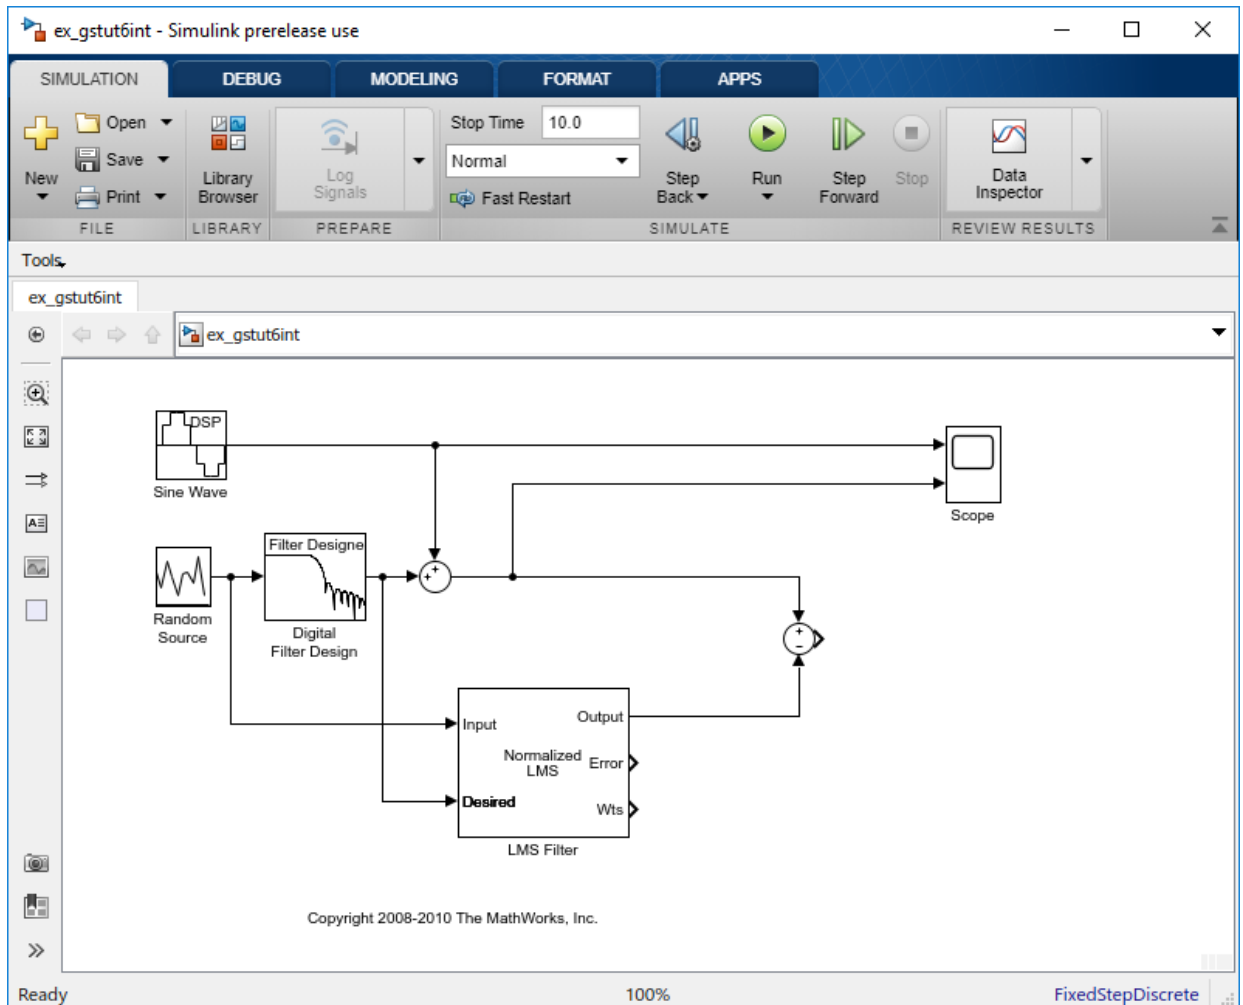 ex_gstut6int - Simulink prerelease use
SIMULATION DEBUG MODELING FORMAT APPS
New
Open
Save
Print
FILE
Library
Browser
LIBRARY
Log
Signals
PREPARE
Stop Time 10.0
Normal
Fast Restart
Step
Back
Run
Step
Forward
Stop
SIMULATE
Data
Inspector
REVIEW RESULTS
Tools
ex_gstut6int
ex_gstut6int
DSP
Sine Wave
Scope
Random
Source
Filter Designe
Digital
Filter Design
+ +
+
-
Input
Desired
Normalized
LMS
Output
Error
Wts
LMS Filter
Copyright 2008-2010 The MathWorks, Inc.
Ready 100% FixedStepDiscrete